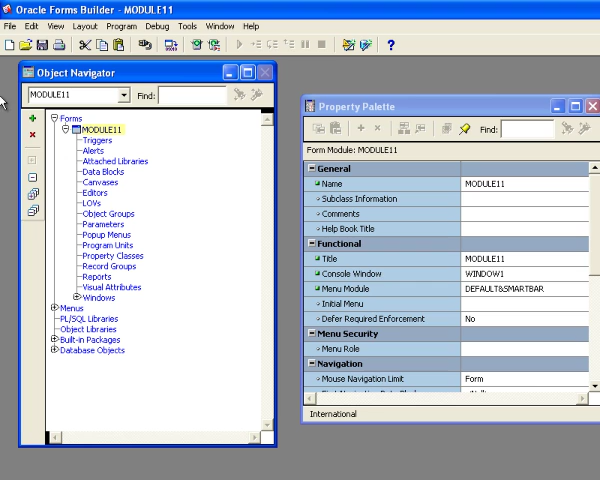 Oracle Forms Builder - MODULE11
File Edit View Layout Program Debug Tools Window Help
Object Navigator
MODULE11 Find:
Forms
MODULE11
Triggers
Alerts
Attached Libraries
Data Blocks
Canvases
Editors
LOVs
Object Groups
Parameters
Popup Menus
Program Units
Property Classes
Record Groups
Reports
Visual Attributes
Windows
Menus
PL/SQL Libraries
Object Libraries
Built-in Packages
Database Objects
Property Palette
Find:
Form Module: MODULE11
General
Name MODULE11
Subclass Information
Comments
Help Book Title
Functional
Title MODULE11
Console Window WINDOW1
Menu Module DEFAULT&SMARTBAR
Initial Menu
Defer Required Enforcement No
Menu Security
Menu Role
Navigation
Mouse Navigation Limit Form
International